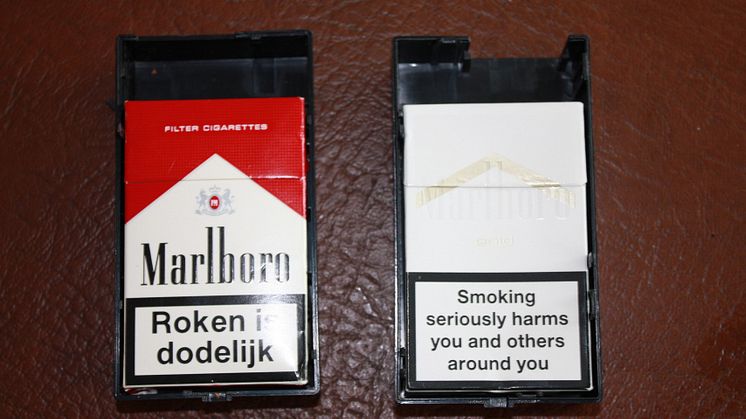 FILTER CIGARETTES
Marlboro
Roken is
dodelijk
Marlboro
Smoking
seriously harms
you and others
around you